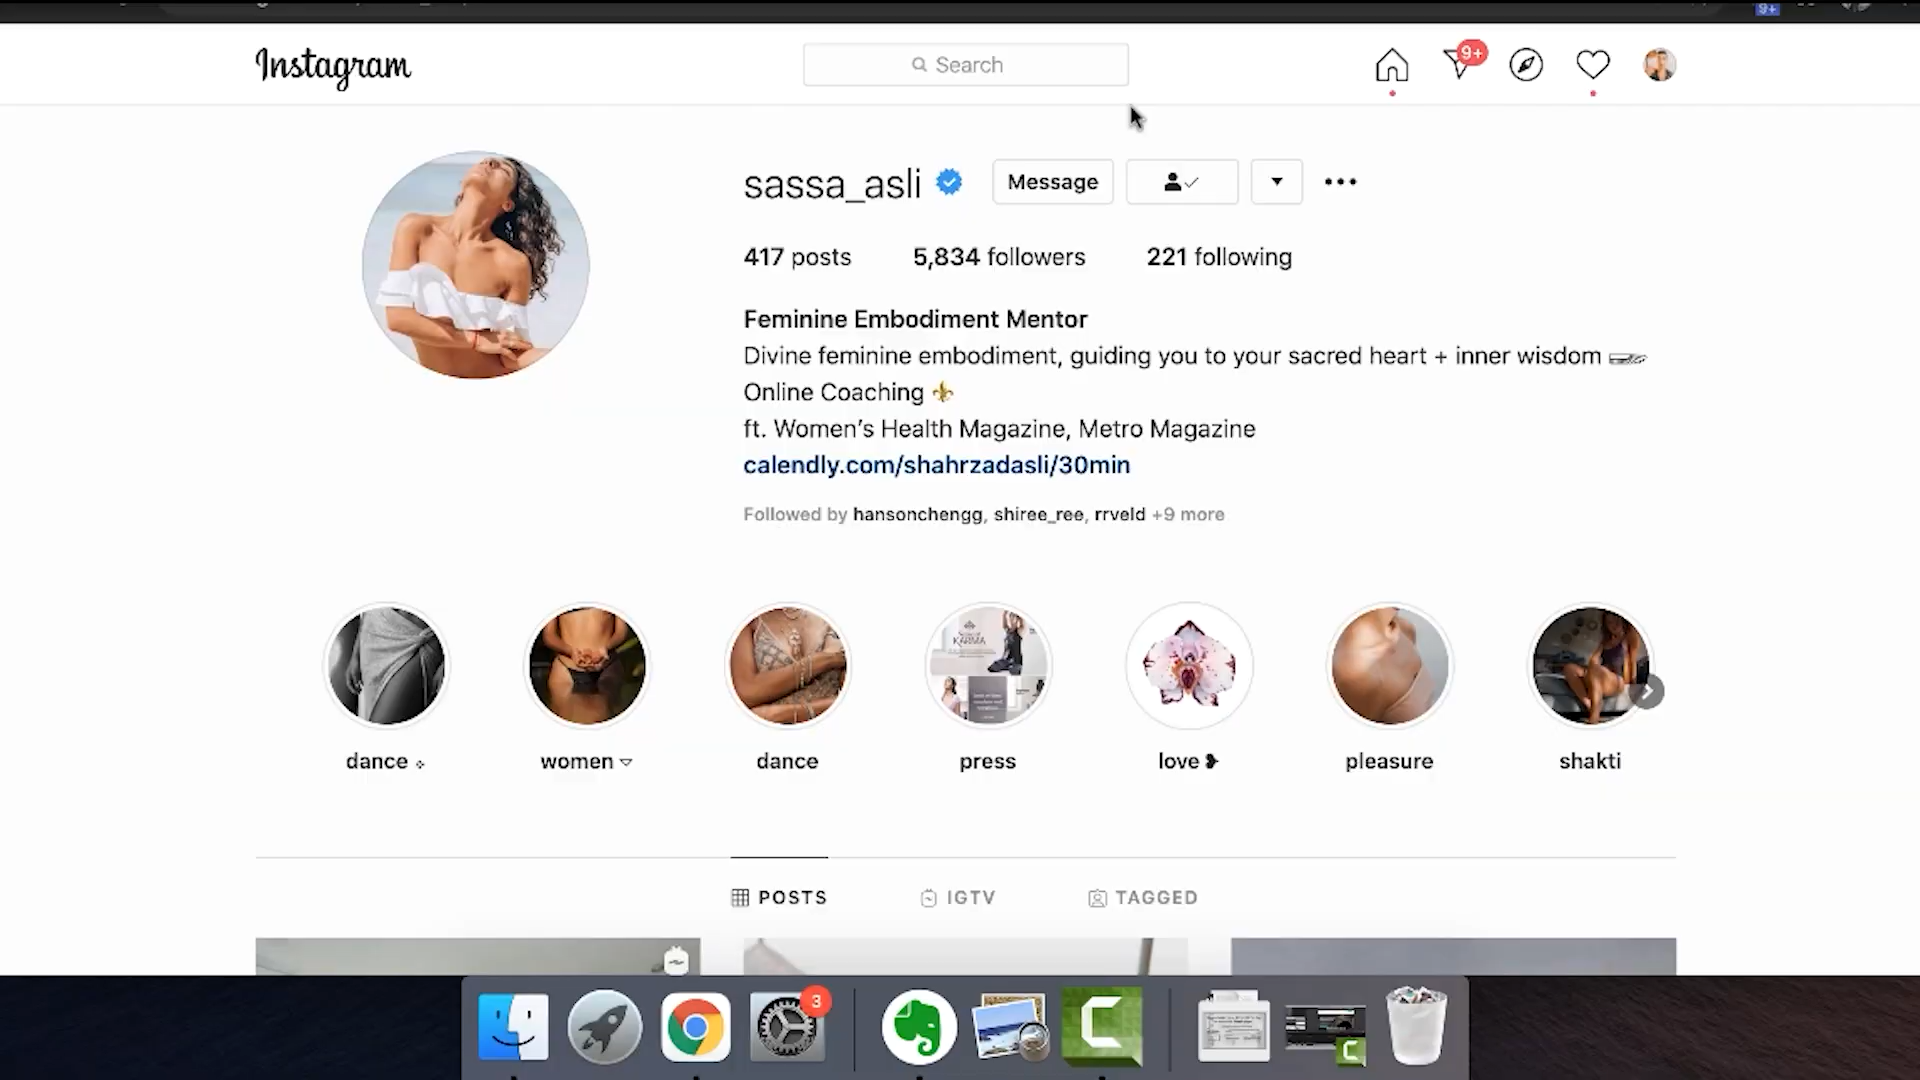 9+
Instagram
Search
9+
sassa_asli
Message
417 posts 5,834 followers 221 following
Feminine Embodiment Mentor
Divine feminine embodiment, guiding you to your sacred heart + inner wisdom
Online Coaching ⚜️
ft. Women's Health Magazine, Metro Magazine
calendly.com/shahrzadasli/30min
Followed by hansonchengg, shiree_ree, rrveld +9 more
KARMA
dance women dance press love pleasure shakti
POSTS IGTV TAGGED
3